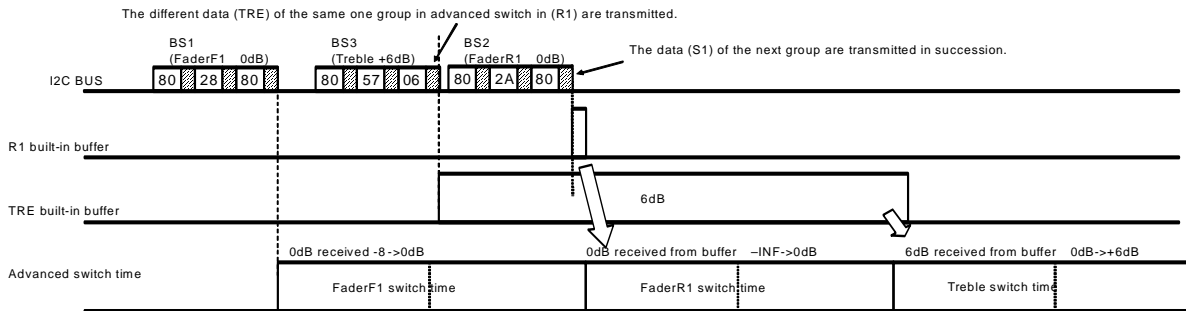 The different data (TRE) of the same one group in advanced switch in (R1) are transmitted.
BS1
(FaderF1 0dB)
BS3
(Treble +6dB)
BS2
(FaderR1 0dB)
The data (S1) of the next group are transmitted in succession.
I2C BUS
80 28 80 80 57 06 80 2A 80
R1 built-in buffer
TRE built-in buffer
6dB
0dB received -8->0dB
0dB received from buffer –INF->0dB
6dB received from buffer 0dB->+6dB
Advanced switch time
FaderF1 switch time
FaderR1 switch time
Treble switch time